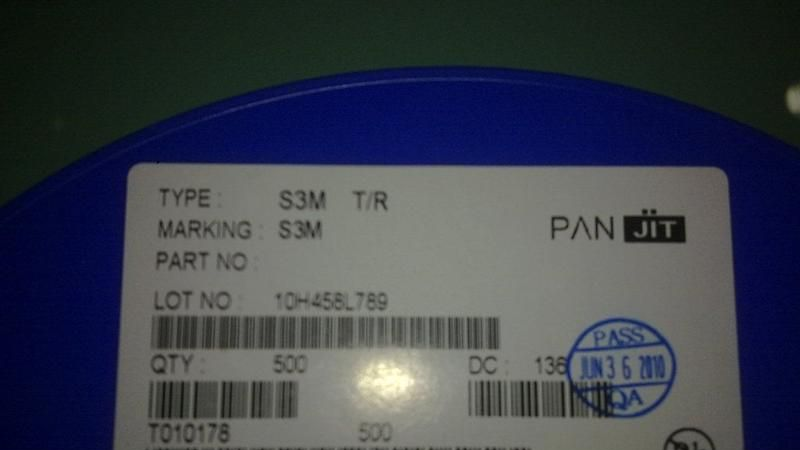 TYPE : S3M T/R
MARKING : S3M
PAN JIT
PART NO :
LOT NO : 10H458L789
QTY : 500
DC : 136
PASS
JUN 3 6 2010
QA
T010178 500